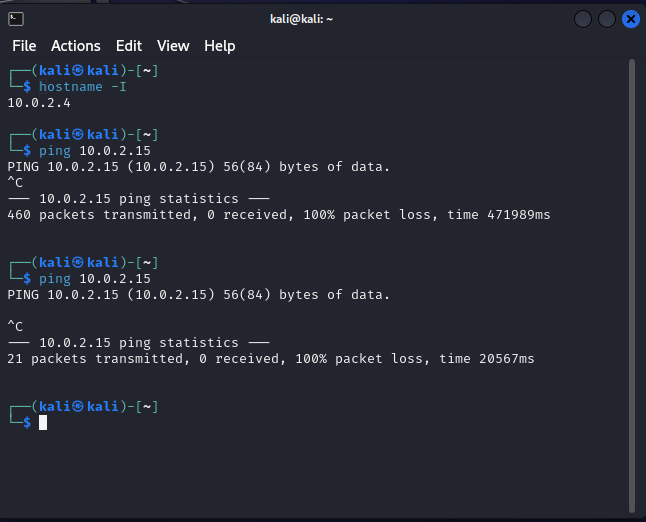 kali@kali: ~
File Actions Edit View Help
┌──(kali㉿kali)-[~]
└─$ hostname -I
10.0.2.4
┌──(kali㉿kali)-[~]
└─$ ping 10.0.2.15
PING 10.0.2.15 (10.0.2.15) 56(84) bytes of data.
^C
--- 10.0.2.15 ping statistics ---
460 packets transmitted, 0 received, 100% packet loss, time 471989ms
┌──(kali㉿kali)-[~]
└─$ ping 10.0.2.15
PING 10.0.2.15 (10.0.2.15) 56(84) bytes of data.
^C
--- 10.0.2.15 ping statistics ---
21 packets transmitted, 0 received, 100% packet loss, time 20567ms
┌──(kali㉿kali)-[~]
└─$